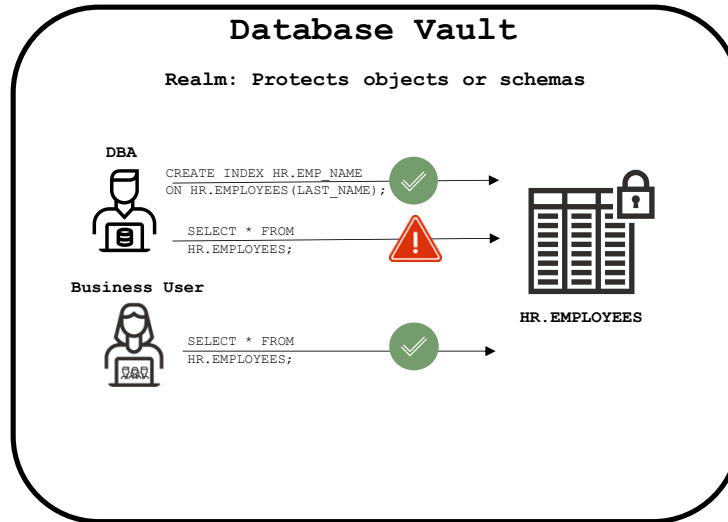 Database Vault
Realm: Protects objects or schemas
DBA
CREATE INDEX HR.EMP_NAME
ON HR.EMPLOYEES(LAST_NAME);
SELECT * FROM
HR.EMPLOYEES;
Business User
SELECT * FROM
HR.EMPLOYEES;
HR.EMPLOYEES